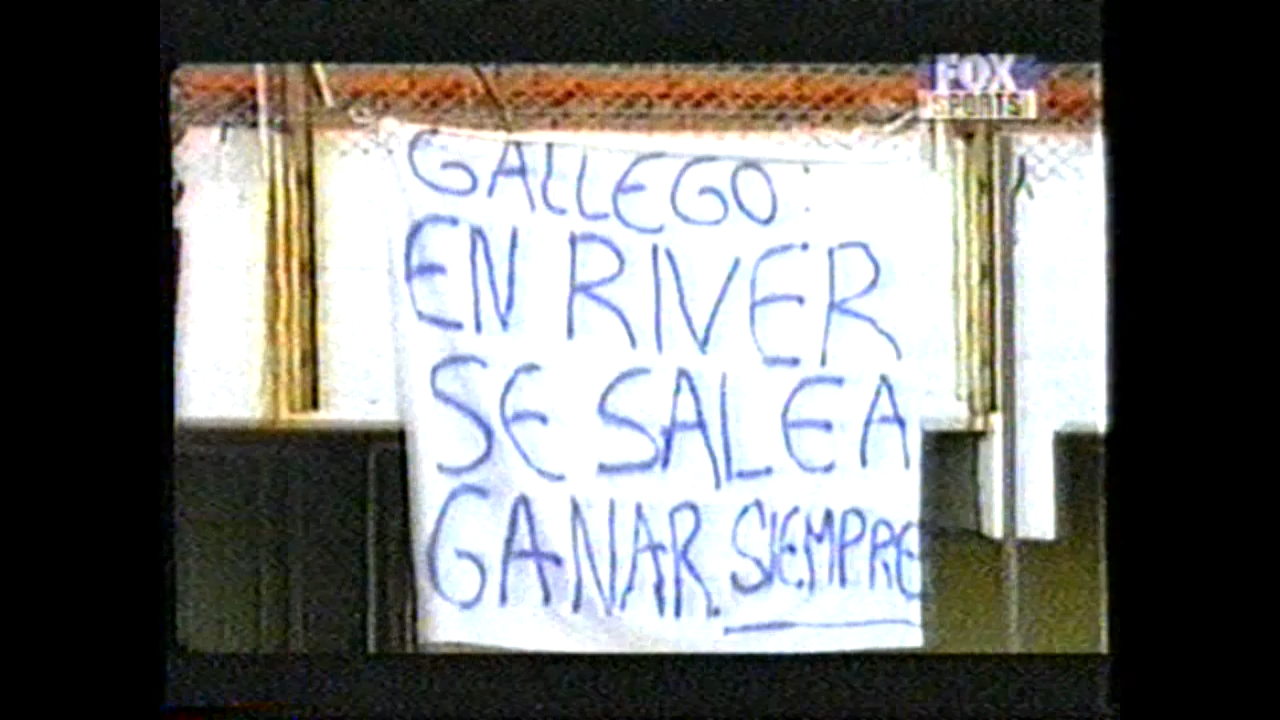 FOX
SPORTS
GALLEGO:
EN RIVER
SE SALE A
GANAR SIEMPRE